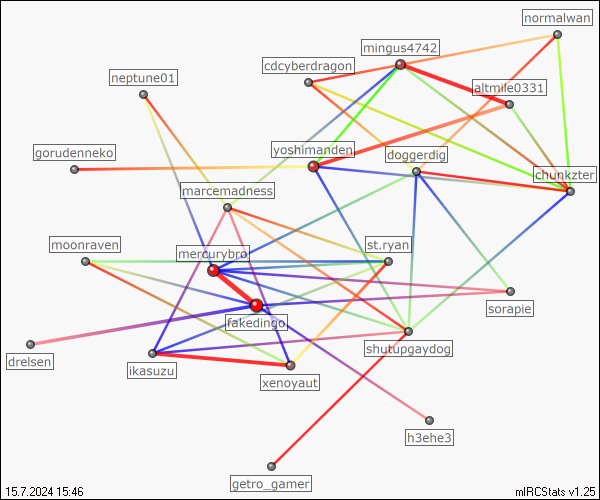 normalwan
mingus4742
cdcyberdragon
neptune01
altmile0331
gorudenneko
yoshimanden
doggerdig
chunkzter
marcemadness
moonraven
st.ryan
mercurybro
sorapie
fakedingo
shutupgaydog
drelsen
ikasuzu
xenoyaut
h3ehe3
getro_gamer
15.7.2024 15:46
mIRCStats v1.25